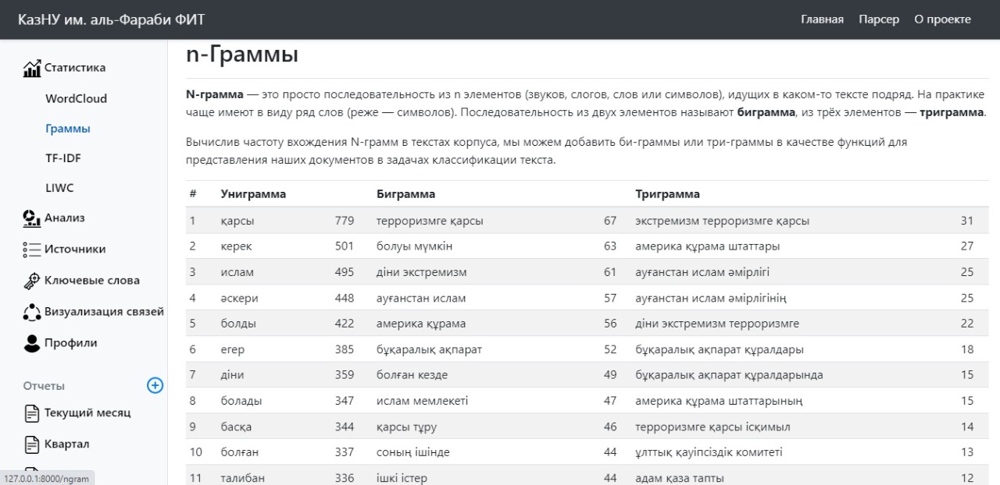 КазНУ им. аль-Фараби ФИТ
Главная Парсер О проекте
Статистика
WordCloud
Граммы
TF-IDF
LIWC
Анализ
Источники
Ключевые слова
Визуализация связей
Профили
Отчеты
Текущий месяц
Квартал
127.0.0.1:8000/ngram
n-Граммы
N-грамма — это просто последовательность из n элементов (звуков, слогов, слов или символов), идущих в каком-то тексте подряд. На практике
чаще имеют в виду ряд слов (реже — символов). Последовательность из двух элементов называют биграмма, из трёх элементов — триграмма.
Вычислив частоту вхождения N-грамм в текстах корпуса, мы можем добавить би-граммы или три-граммы в качестве функций для
представления наших документов в задачах классификации текста.
# Униграмма Биграмма Триграмма
1 қарсы 779 терроризмге қарсы 67 экстремизм терроризмге қарсы 31
2 керек 501 болуы мүмкін 63 америка құрама штаттары 27
3 ислам 495 діни экстремизм 61 ауғанстан ислам әмірлігі 25
4 әскери 448 ауғанстан ислам 57 ауғанстан ислам әмірлігінің 25
5 болды 422 америка құрама 56 діни экстремизм терроризмге 22
6 егер 385 бұқаралық ақпарат 52 бұқаралық ақпарат құралдары 18
7 діни 359 болған кезде 49 бұқаралық ақпарат құралдарында 15
8 болады 347 ислам мемлекеті 47 америка құрама штаттарының 15
9 басқа 344 қарсы тұру 46 терроризмге қарсы ісқимыл 14
10 болған 337 соның ішінде 44 ұлттық қауіпсіздік комитеті 13
11 талибан 336 ішкі істер 44 адам қаза тапты 12